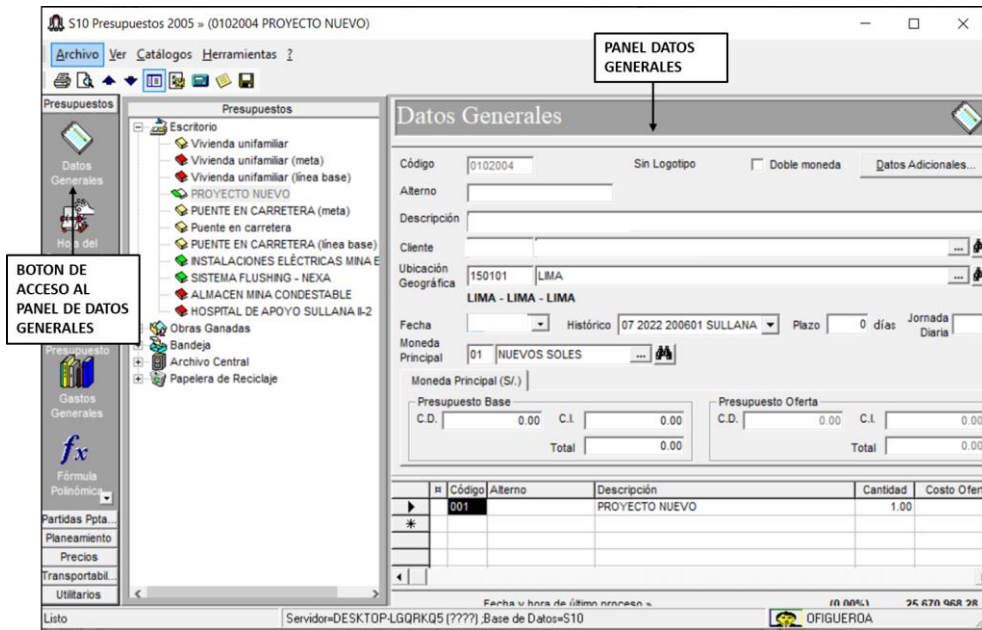 S10 Presupuestos 2005 » (0102004 PROYECTO NUEVO)
Archivo Ver Catálogos Herramientas ?
PANEL DATOS
GENERALES
Presupuestos
Datos
Generales
Hoja del
BOTON DE
ACCESO AL
PANEL DE DATOS
GENERALES
Presupuesto
Gastos
Generales
fx
Fórmula
Polinómica
Partidas Ppta...
Planeamiento
Precios
Transportabil...
Utilitarios
Presupuestos
Escritorio
Vivienda unifamiliar
Vivienda unifamiliar (meta)
Vivienda unifamiliar (línea base)
PROYECTO NUEVO
PUENTE EN CARRETERA (meta)
Puente en carretera
PUENTE EN CARRETERA (línea base)
INSTALACIONES ELÉCTRICAS MINA E
SISTEMA FLUSHING - NEXA
ALMACEN MINA CONDESTABLE
HOSPITAL DE APOYO SULLANA II-2
Obras Ganadas
Bandeja
Archivo Central
Papelera de Reciclaje
Datos Generales
Código 0102004 Sin Logotipo Doble moneda Datos Adicionales...
Alterno
Descripción
Cliente ...
Ubicación
Geográfica 150101 LIMA ...
LIMA - LIMA - LIMA
Fecha Histórico 07 2022 200601 SULLANA Plazo 0 días Jornada
Diaria
Moneda
Principal 01 NUEVOS SOLES ...
Moneda Principal (S/.)
Presupuesto Base Presupuesto Oferta
C.D. 0.00 C.I. 0.00 C.D. 0.00 C.I. 0.00
Total 0.00 Total 0.00
¤ Código Alterno Descripción Cantidad Costo Ofer
001 PROYECTO NUEVO 1.00
Fecha y hora de último proceso » (0.00%) 25,670,968.28
Listo Servidor=DESKTOP-LGQRKQ5 (????) ;Base de Datos=S10 OFIGUEROA